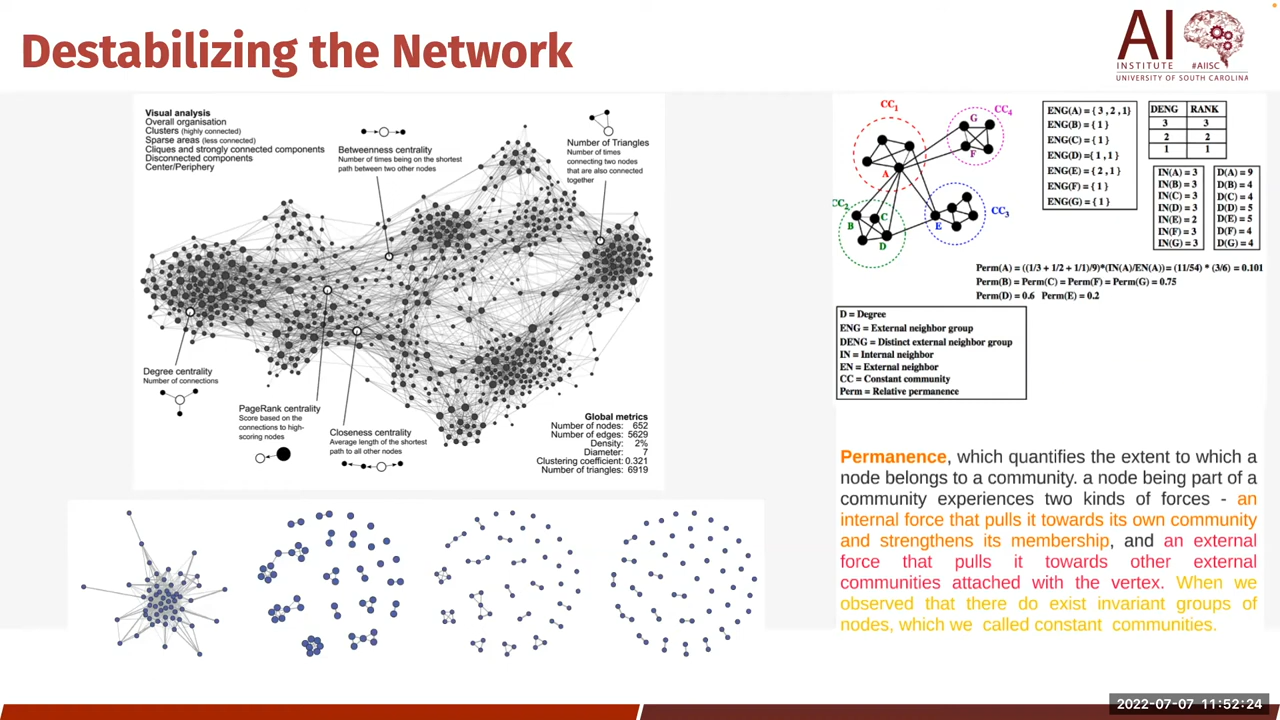 Destabilizing the Network
AI
INSTITUTE #AIISC
UNIVERSITY OF SOUTH CAROLINA
Visual analysis
Overall organisation
Clusters (highly connected)
Sparse areas (less connected)
Cliques and strongly connected components
Disconnected components
Center/Periphery
Betweenness centrality
Number of times being on the shortest
path between two other nodes
Number of Triangles
Number of times
connecting two nodes
that are also connected
together
Degree centrality
Number of connections
PageRank centrality
Score based on the
connections to high-
scoring nodes
Closeness centrality
Average length of the shortest
path to all other nodes
Global metrics
Number of nodes: 652
Number of edges: 5629
Density: 2%
Diameter: 7
Clustering coefficient: 0.321
Number of triangles: 6919
CC1
CC4
G
F
A
CC2
B
C
D
E
CC3
ENG(A) = { 3 , 2 , 1}
ENG(B) = { 1 }
ENG(C) = { 1 }
ENG(D) ={ 1 , 1 }
ENG(E) = { 2 , 1 }
ENG(F) = { 1 }
ENG(G) = { 1 }
DENG RANK
3 3
2 2
1 1
IN(A) = 3
IN(B) = 3
IN(C) = 3
IN(D) = 3
IN(E) = 2
IN(F) = 3
IN(G) = 3
D(A) = 9
D(B) = 4
D(C) = 4
D(D) = 5
D(E) = 5
D(F) = 4
D(G) = 4
Perm(A) = ((1/3 + 1/2 + 1/1)/9)*(IN(A)/EN(A))= (11/54) * (3/6) = 0.101
Perm(B) = Perm(C) = Perm(F) = Perm(G) = 0.75
Perm(D) = 0.6 Perm(E) = 0.2
D = Degree
ENG = External neighbor group
DENG = Distinct external neighbor group
IN = Internal neighbor
EN = External neighbor
CC = Constant community
Perm = Relative permanence
Permanence, which quantifies the extent to which a
node belongs to a community. a node being part of a
community experiences two kinds of forces - an
internal force that pulls it towards its own community
and strengthens its membership, and an external
force that pulls it towards other external
communities attached with the vertex. When we
observed that there do exist invariant groups of
nodes, which we called constant communities.
2022-07-07 11:52:24